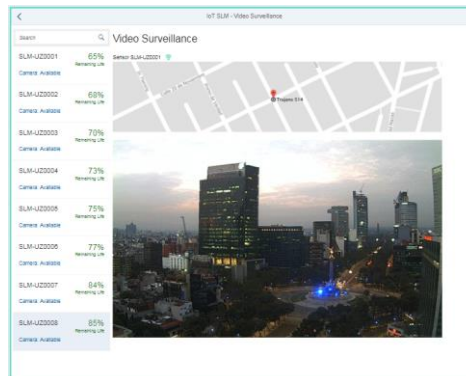 IoT SLM - Video Surveillance
Search
Video Surveillance
Sensor SLM-UZ0001
SLM-UZ0001 65%
Remaining Life
Camera: Available
SLM-UZ0002 68%
Remaining Life
Camera: Available
SLM-UZ0003 70%
Remaining Life
Camera: Available
SLM-UZ0004 73%
Remaining Life
Camera: Available
SLM-UZ0005 75%
Remaining Life
Camera: Available
SLM-UZ0006 77%
Remaining Life
Camera: Available
SLM-UZ0007 84%
Remaining Life
Camera: Available
SLM-UZ0008 85%
Remaining Life
Camera: Available